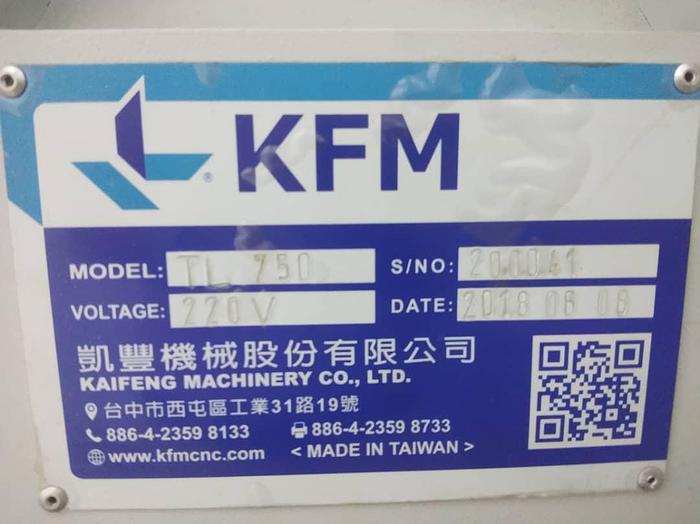 KFM
MODEL: TL 750 S/NO: 200041
VOLTAGE: 220V DATE: 2018 08 08
凱豐機械股份有限公司
KAIFENG MACHINERY CO., LTD.
台中市西屯區工業31路19號
886-4-2359 8133 886-4-2359 8733
www.kfmcnc.com < MADE IN TAIWAN >